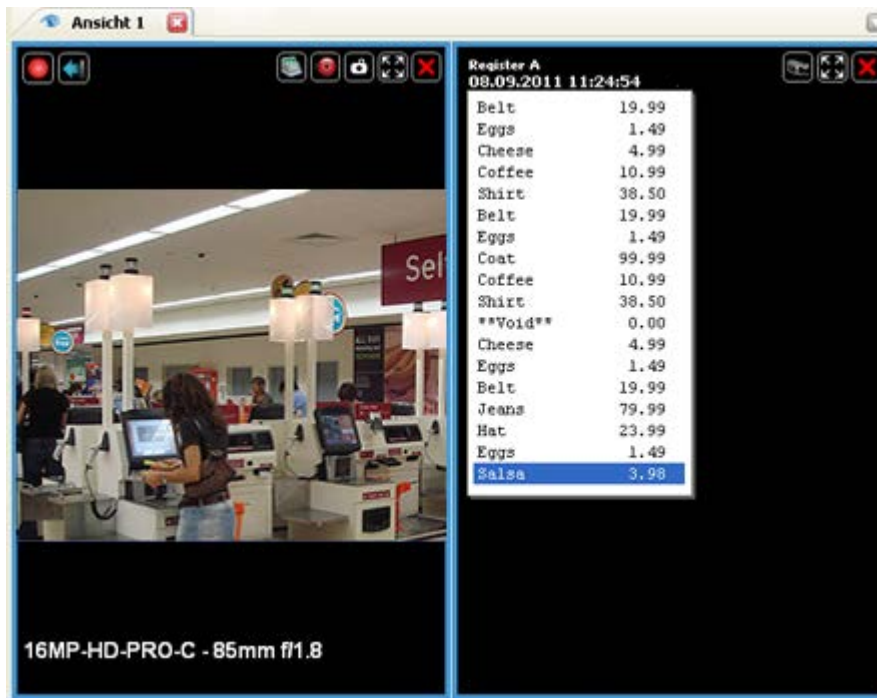 Ansicht 1
Register A
08.09.2011 11:24:54
Belt 19.99
Eggs 1.49
Cheese 4.99
Coffee 10.99
Shirt 38.50
Belt 19.99
Eggs 1.49
Coat 99.99
Coffee 10.99
Shirt 38.50
**Void** 0.00
Cheese 4.99
Eggs 1.49
Belt 19.99
Jeans 79.99
Hat 23.99
Eggs 1.49
Salsa 3.98
Sel
16MP-HD-PRO-C - 85mm f/1.8